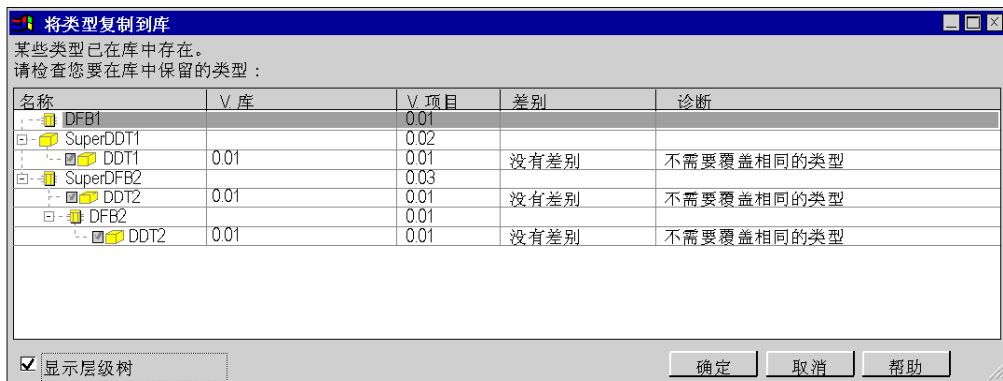 将类型复制到库
某些类型已在库中存在。
请检查您要在库中保留的类型：
名称 V. 库 V. 项目 差别 诊断
DFB1 0.01
SuperDDT1 0.02
DDT1 0.01 0.01 没有差别 不需要覆盖相同的类型
SuperDFB2 0.03
DDT2 0.01 0.01 没有差别 不需要覆盖相同的类型
DFB2 0.01
DDT2 0.01 0.01 没有差别 不需要覆盖相同的类型
显示层级树 确定 取消 帮助